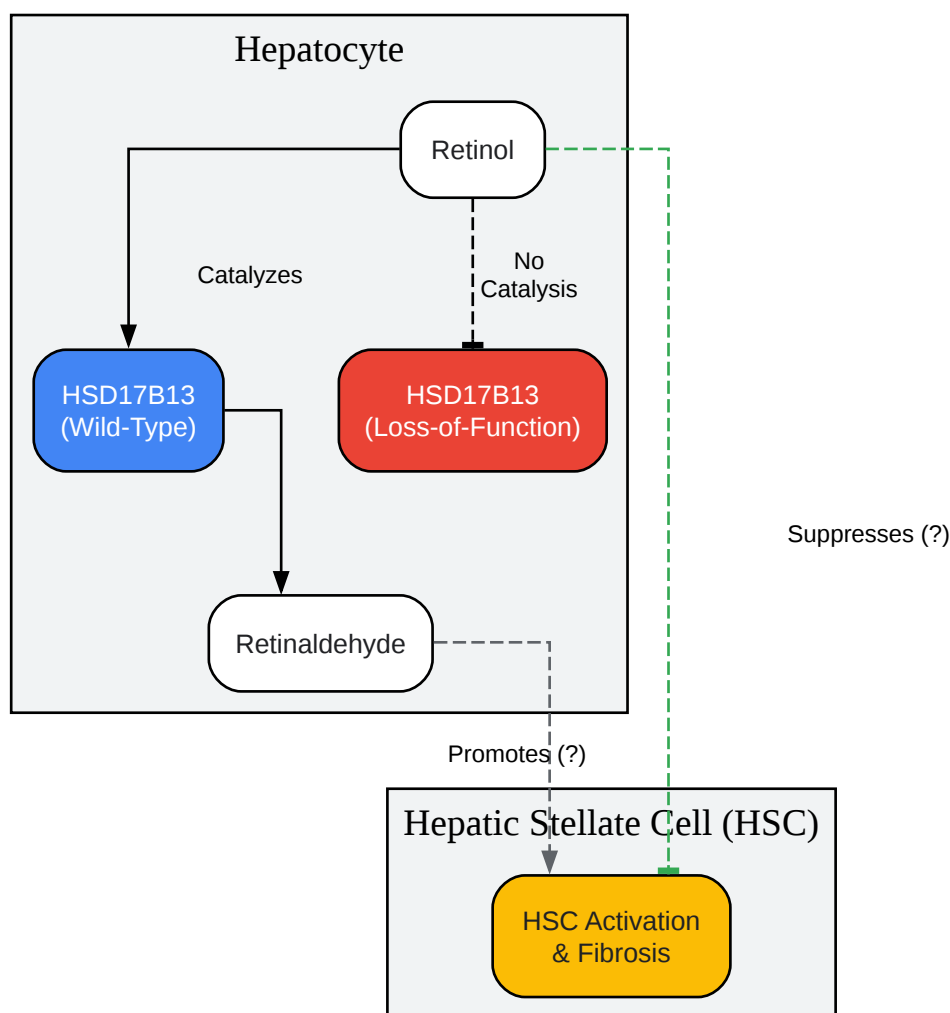 Hepatocyte
Retinol
Catalyzes
No
Catalysis
HSD17B13
(Wild-Type)
HSD17B13
(Loss-of-Function)
Suppresses (?)
Retinaldehyde
Promotes (?)
Hepatic Stellate Cell (HSC)
HSC Activation
& Fibrosis